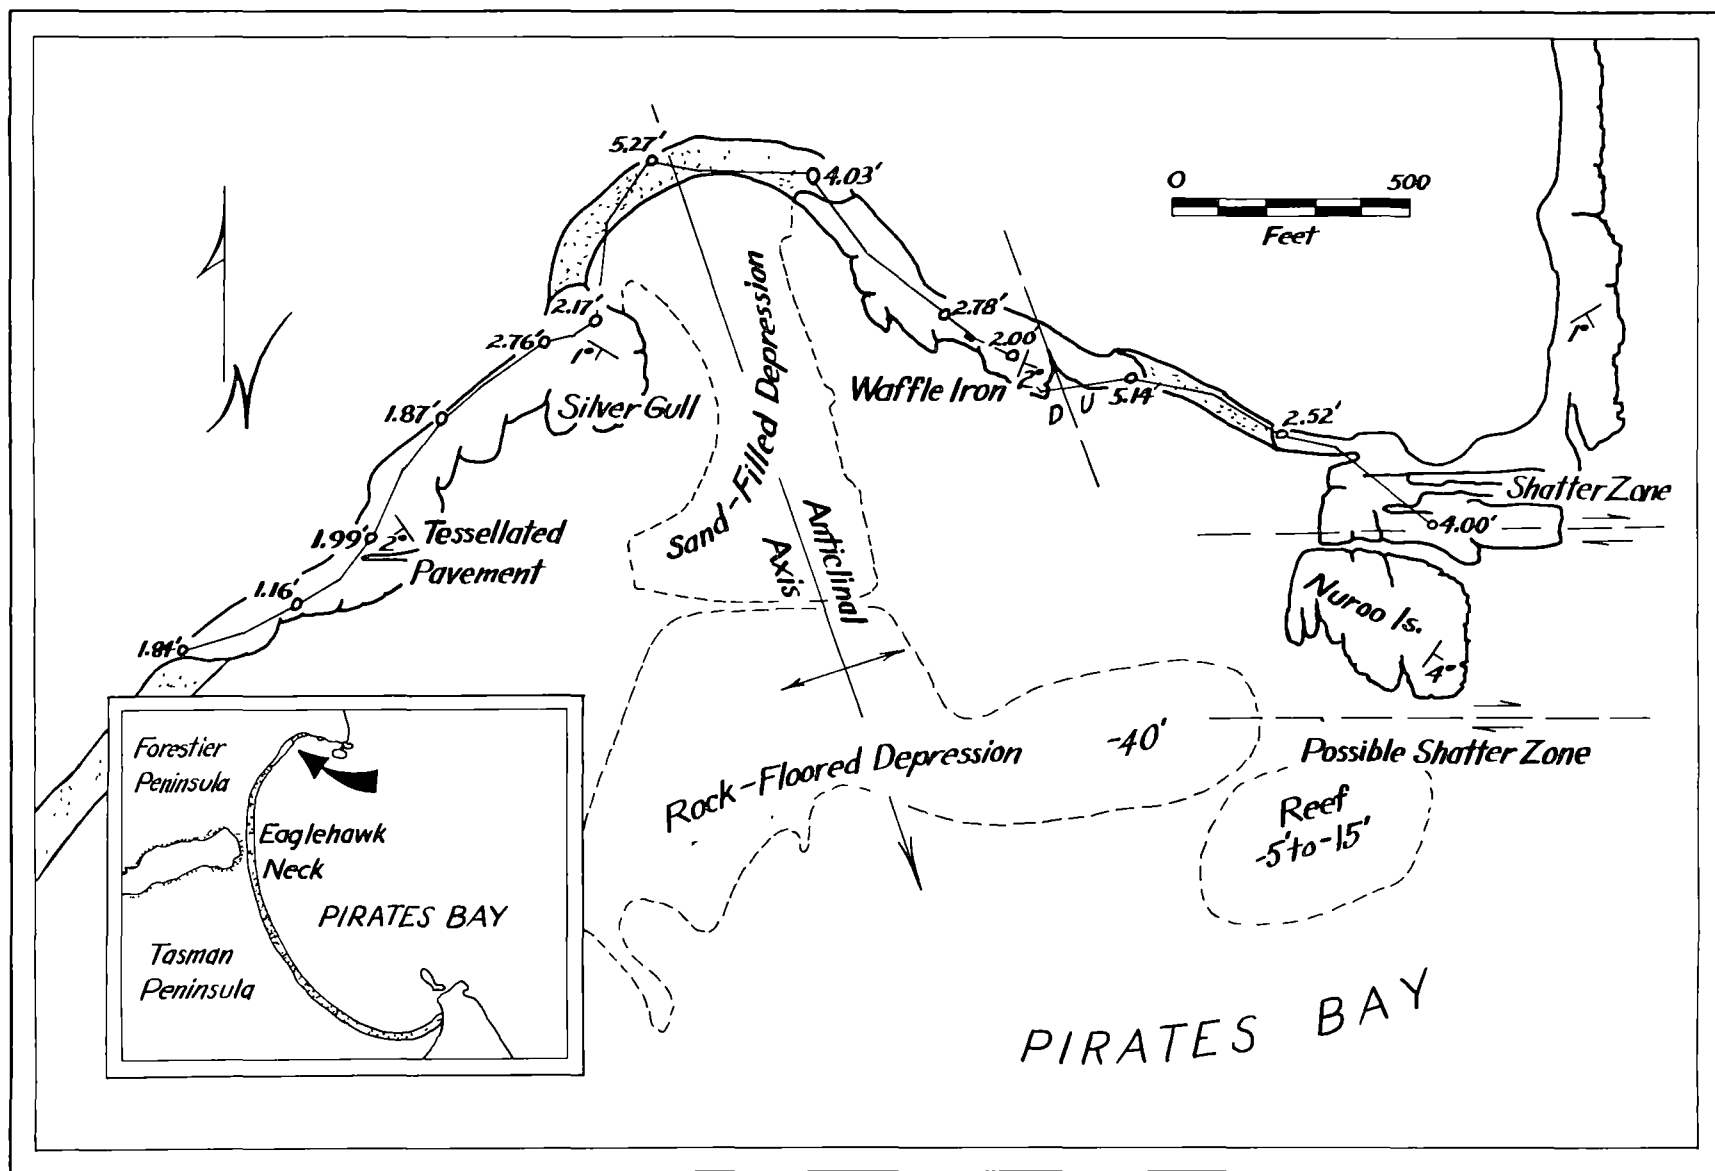 5.27'
4.03'
0 500
Feet
N
2.17'
2.76'
1°
Silver Gull
1.87'
1.99'
2°
Tessellated
Pavement
1.16'
1.84'
Sand-Filled Depression
Anticlinal
Axis
2.78'
2.00'
Waffle Iron
2°
D U
5.14'
2.52'
1°
Shatter Zone
4.00'
Nuroo Is.
4°
Possible Shatter Zone
Rock-Floored Depression
-40'
Reef
-5' to -15'
PIRATES BAY
Forestier
Peninsula
Eaglehawk
Neck
PIRATES BAY
Tasman
Peninsula